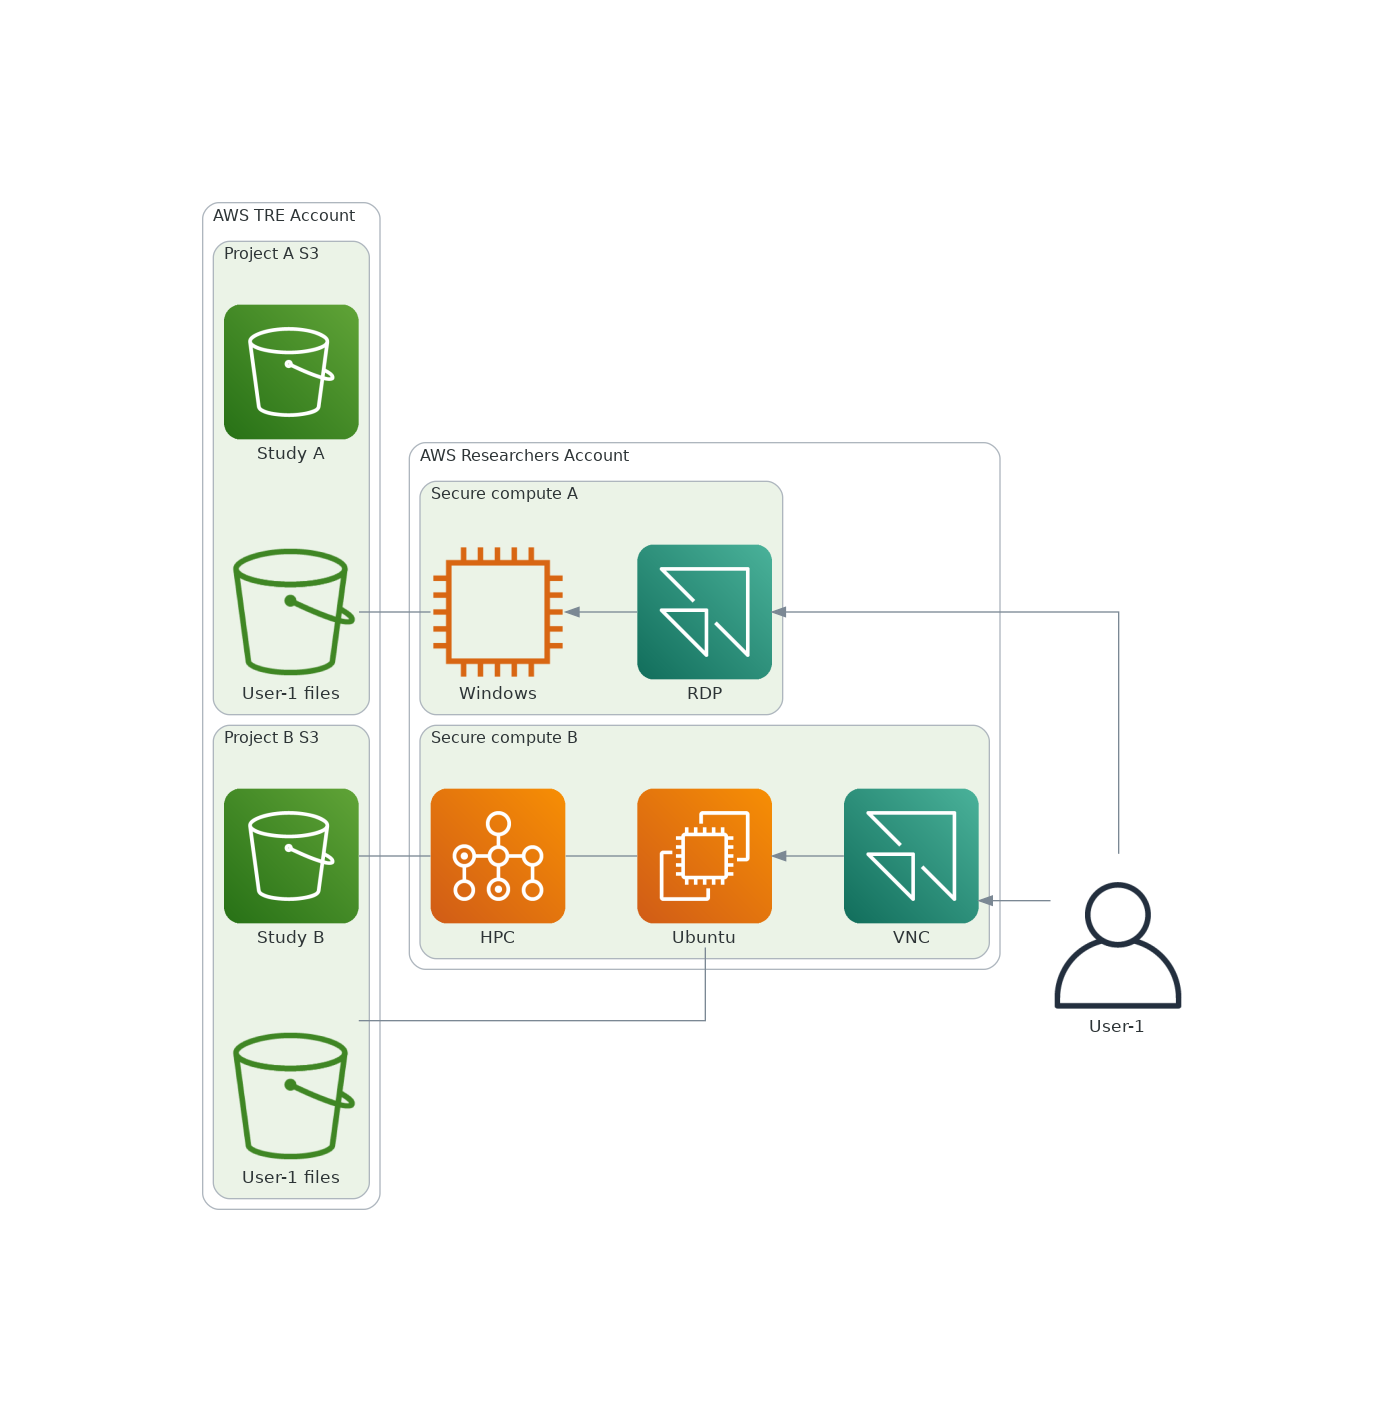 AWS TRE Account
Project A S3
Study A
User-1 files
Project B S3
Study B
User-1 files
AWS Researchers Account
Secure compute A
Windows
RDP
Secure compute B
HPC
Ubuntu
VNC
User-1